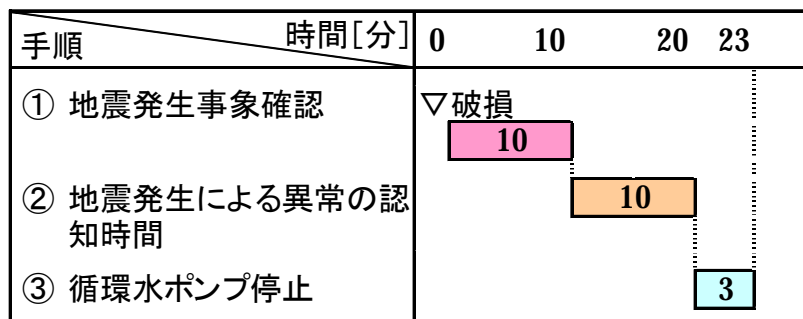 時間[分]
手順
0 10 20 23
① 地震発生事象確認
▽破損
10
② 地震発生による異常の認
知時間
10
③ 循環水ポンプ停止
3